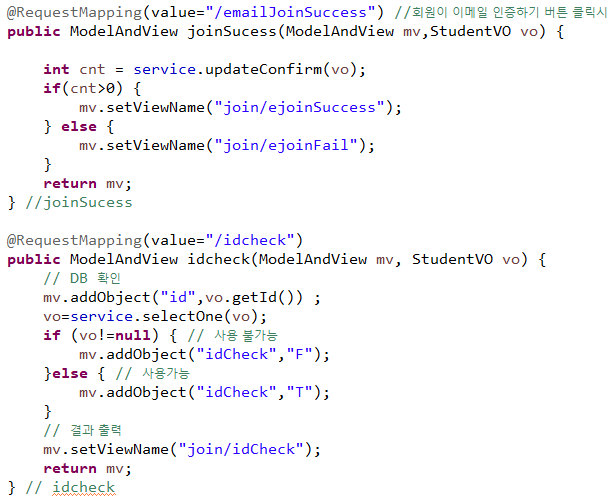 @RequestMapping(value="/emailJoinSuccess") //회원이 이메일 인증하기 버튼 클릭시
public ModelAndView joinSucess(ModelAndView mv,StudentVO vo) {
int cnt = service.updateConfirm(vo);
if(cnt>0) {
mv.setViewName("join/ejoinSuccess");
} else {
mv.setViewName("join/ejoinFail");
}
return mv;
} //joinSucess
@RequestMapping(value="/idcheck")
public ModelAndView idcheck(ModelAndView mv, StudentVO vo) {
// DB 확인
mv.addObject("id",vo.getId()) ;
vo=service.selectOne(vo);
if (vo!=null) { // 사용 불가능
mv.addObject("idCheck","F");
}else { // 사용가능
mv.addObject("idCheck","T");
}
// 결과 출력
mv.setViewName("join/idCheck");
return mv;
} // idcheck